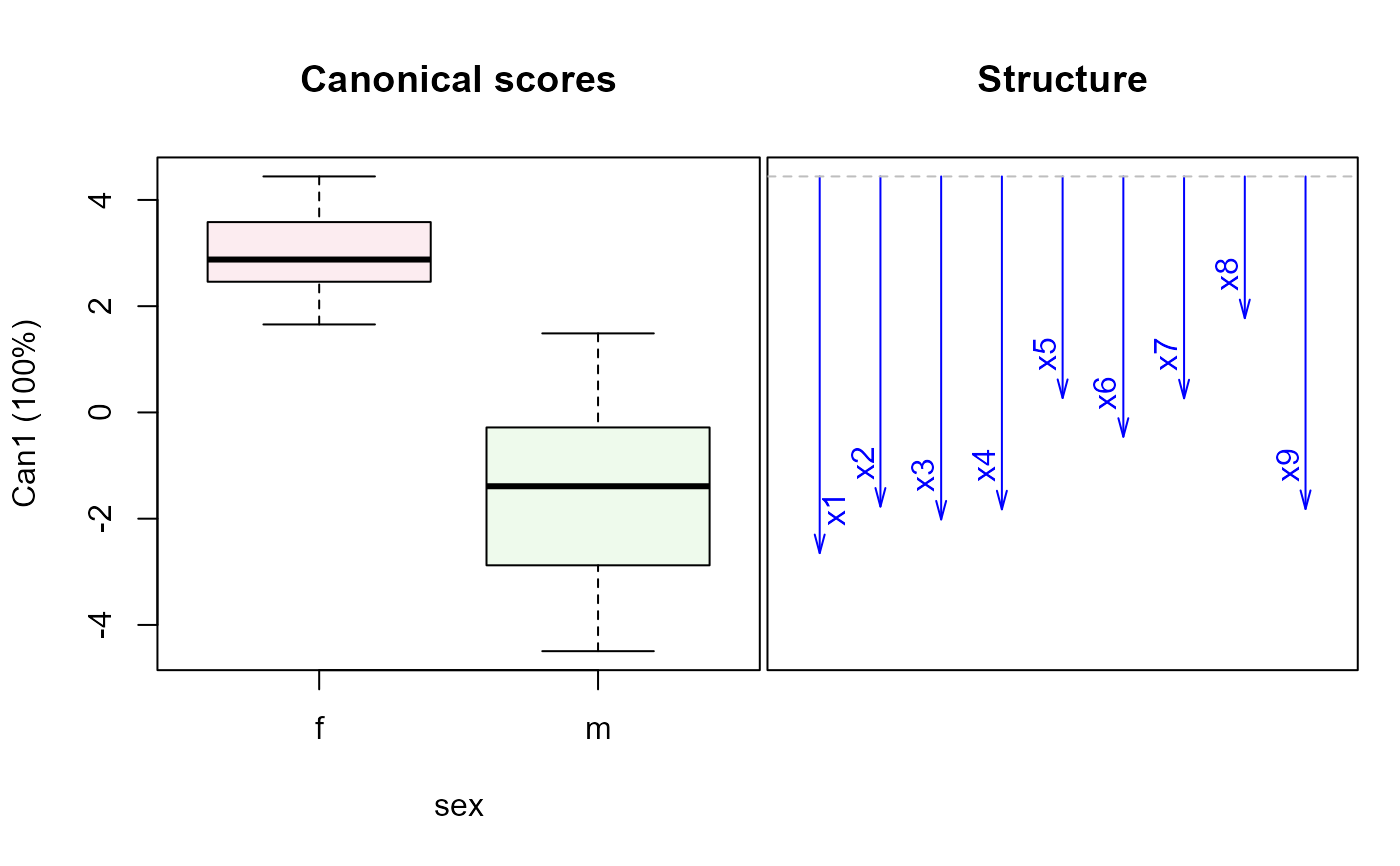 Canonical scores
Structure
Can1 (100%)
4
2
0
-2
-4
f
m
sex
x1
x2
x3
x4
x5
x6
x7
x8
x9